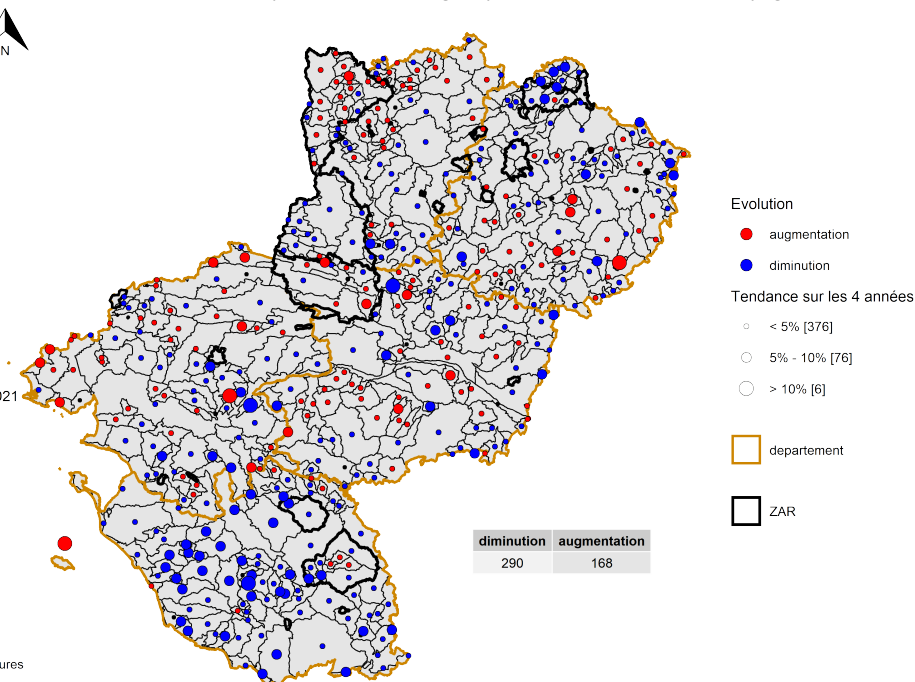 N
Evolution
augmentation
diminution
Tendance sur les 4 années
< 5% [376]
5% - 10% [76]
> 10% [6]
021
departement
ZAR
diminution augmentation
290 168
ures